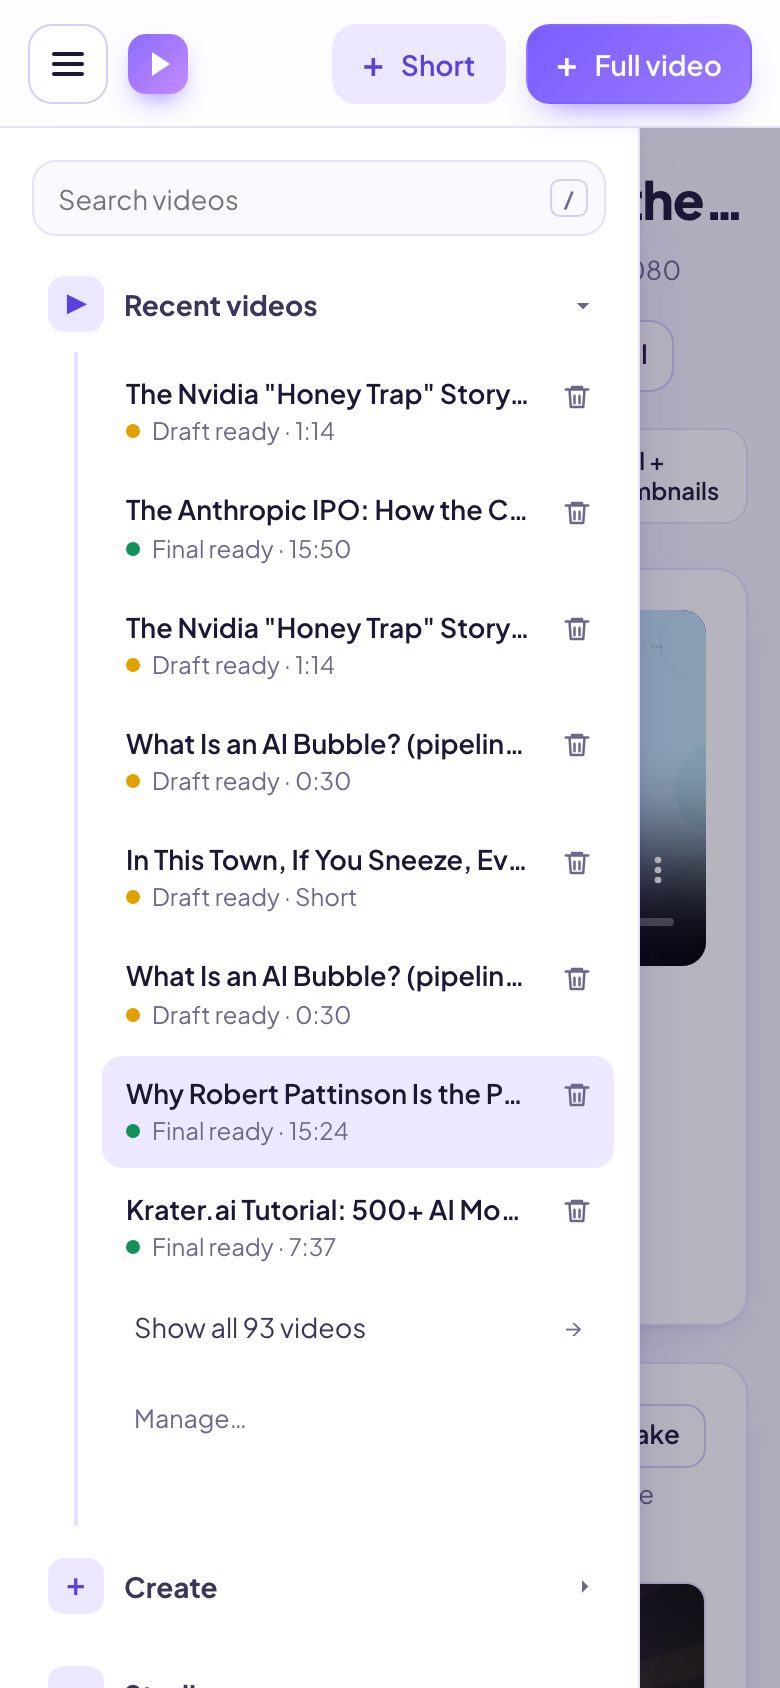 + Short
+ Full video
Search videos /
the…
080
Recent videos
l
The Nvidia "Honey Trap" Story…
Draft ready · 1:14
l +
mbnails
The Anthropic IPO: How the C…
Final ready · 15:50
The Nvidia "Honey Trap" Story…
Draft ready · 1:14
What Is an AI Bubble? (pipelin…
Draft ready · 0:30
In This Town, If You Sneeze, Ev…
Draft ready · Short
What Is an AI Bubble? (pipelin…
Draft ready · 0:30
Why Robert Pattinson Is the P…
Final ready · 15:24
Krater.ai Tutorial: 500+ AI Mo…
Final ready · 7:37
Show all 93 videos →
Manage…
ake
e
+ Create